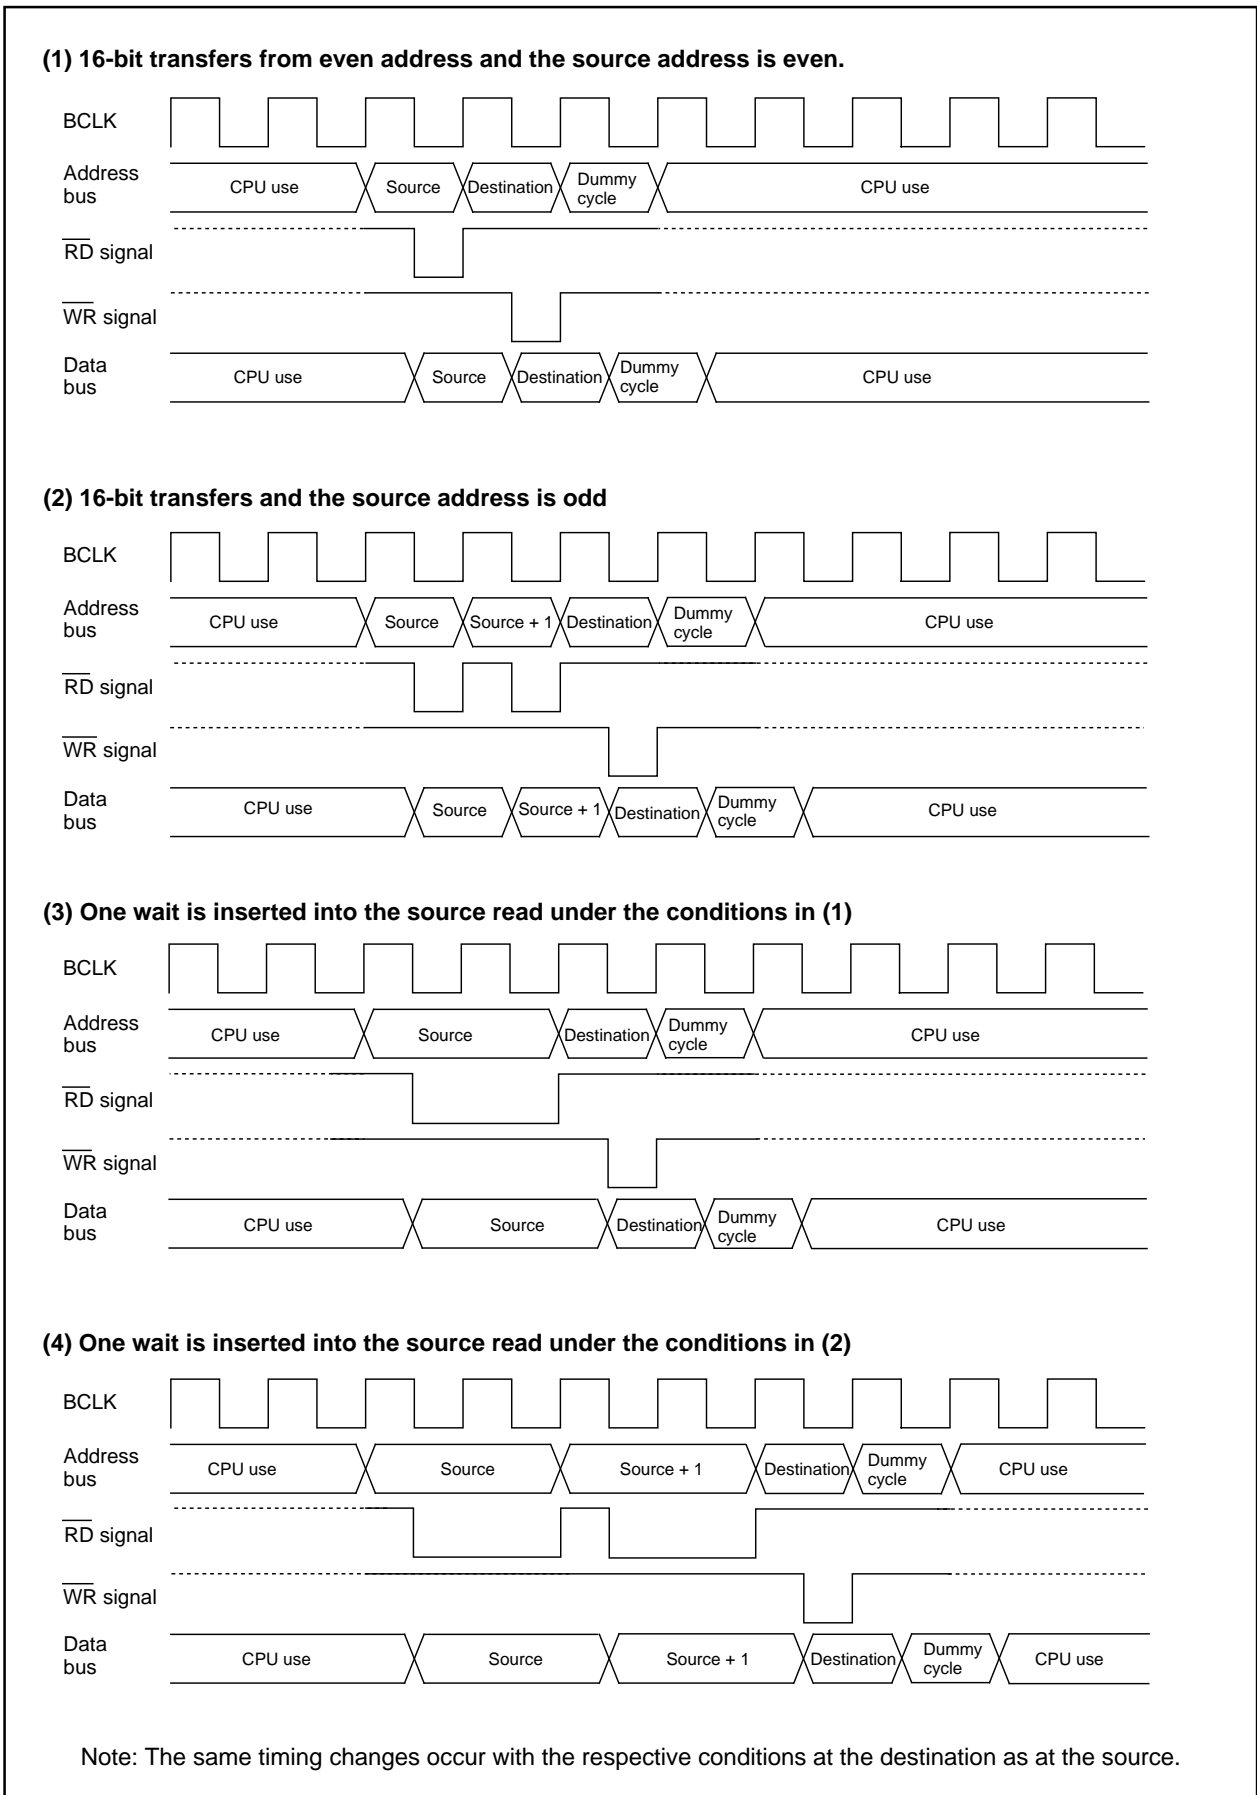 (1) 16-bit transfers from even address and the source address is even.
BCLK
Address
bus
CPU use
Source
Destination
Dummy
cycle
CPU use
RD signal
WR signal
Data
bus
CPU use
Source
Destination
Dummy
cycle
CPU use
(2) 16-bit transfers and the source address is odd
BCLK
Address
bus
CPU use
Source
Source + 1
Destination
Dummy
cycle
CPU use
RD signal
WR signal
Data
bus
CPU use
Source
Source + 1
Destination
Dummy
cycle
CPU use
(3) One wait is inserted into the source read under the conditions in (1)
BCLK
Address
bus
CPU use
Source
Destination
Dummy
cycle
CPU use
RD signal
WR signal
Data
bus
CPU use
Source
Destination
Dummy
cycle
CPU use
(4) One wait is inserted into the source read under the conditions in (2)
BCLK
Address
bus
CPU use
Source
Source + 1
Destination
Dummy
cycle
CPU use
RD signal
WR signal
Data
bus
CPU use
Source
Source + 1
Destination
Dummy
cycle
CPU use
Note: The same timing changes occur with the respective conditions at the destination as at the source.